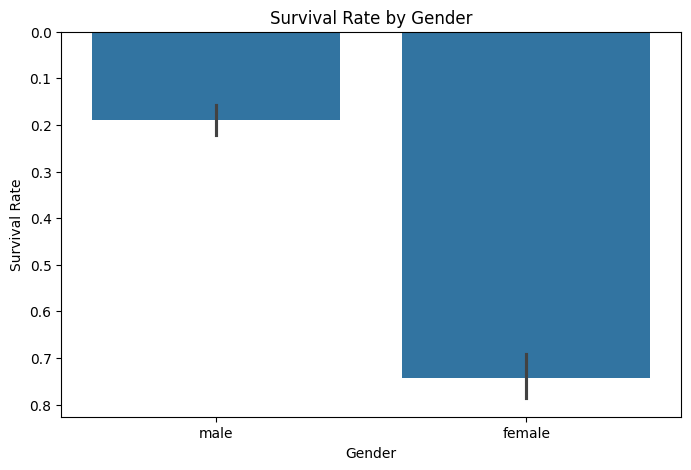 Survival Rate by Gender
Survival Rate
0.0
0.1
0.2
0.3
0.4
0.5
0.6
0.7
0.8
male
female
Gender